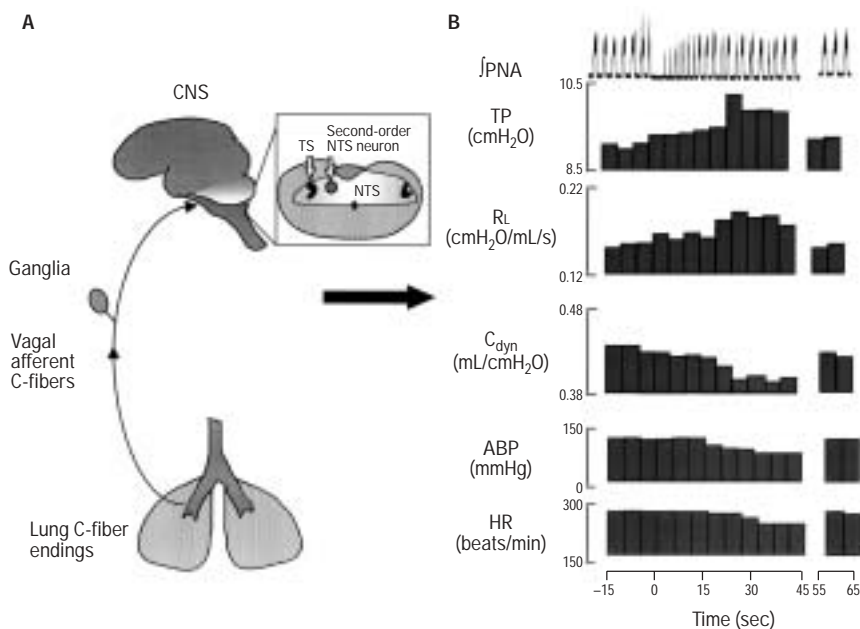 A
CNS
TS
Second-order
NTS neuron
NTS
Ganglia
Vagal
afferent
C-fibers
Lung C-fiber
endings
B
∫PNA
10.5
TP
(cmH₂O)
8.5
0.22
RL
(cmH₂O/mL/s)
0.12
0.48
Cdyn
(mL/cmH₂O)
0.38
150
ABP
(mmHg)
0
300
HR
(beats/min)
150
–15 0 15 30 45 55 65
Time (sec)